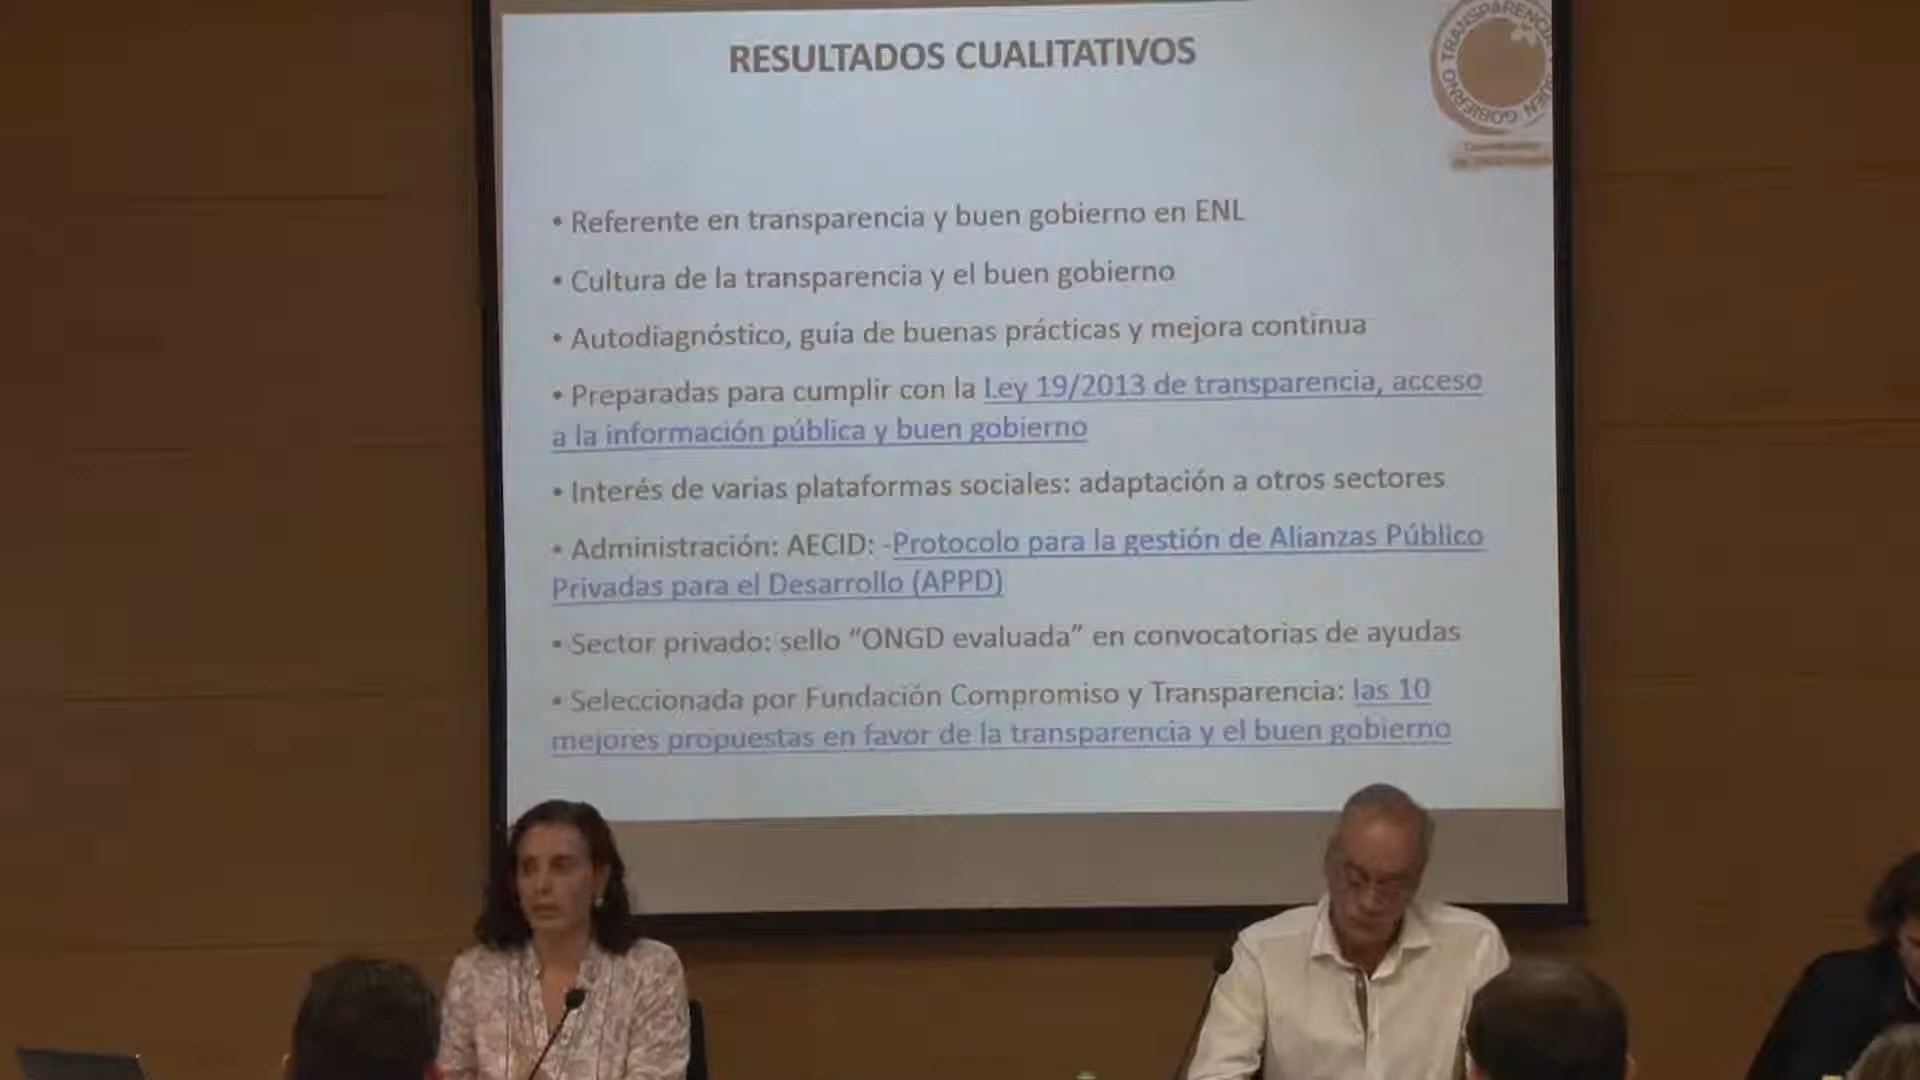 RESULTADOS CUALITATIVOS
TRANSPARENCIA
BUEN GOBIERNO
• Referente en transparencia y buen gobierno en ENL
• Cultura de la transparencia y el buen gobierno
• Autodiagnóstico, guía de buenas prácticas y mejora continua
• Preparadas para cumplir con la Ley 19/2013 de transparencia, acceso
a la información pública y buen gobierno
• Interés de varias plataformas sociales: adaptación a otros sectores
• Administración: AECID: -Protocolo para la gestión de Alianzas Público
Privadas para el Desarrollo (APPD)
• Sector privado: sello “ONGD evaluada” en convocatorias de ayudas
• Seleccionada por Fundación Compromiso y Transparencia: las 10
mejores propuestas en favor de la transparencia y el buen gobierno